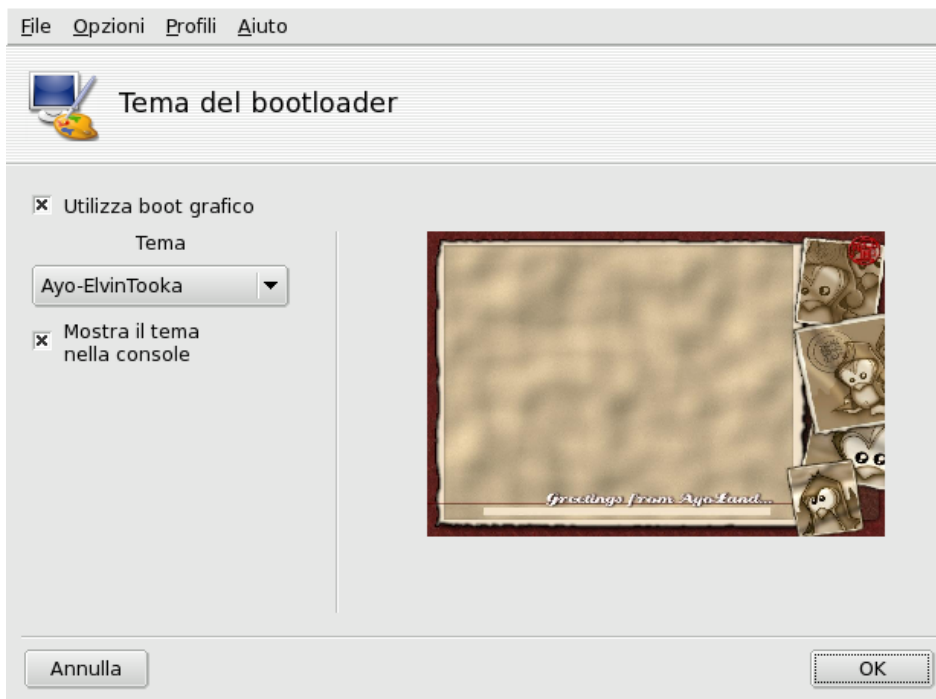 File Opzioni Profili Aiuto
Tema del bootloader
Utilizza boot grafico
Tema
Ayo-ElvinTooka
Mostra il tema
nella console
Greetings from AyoLand...
Annulla OK